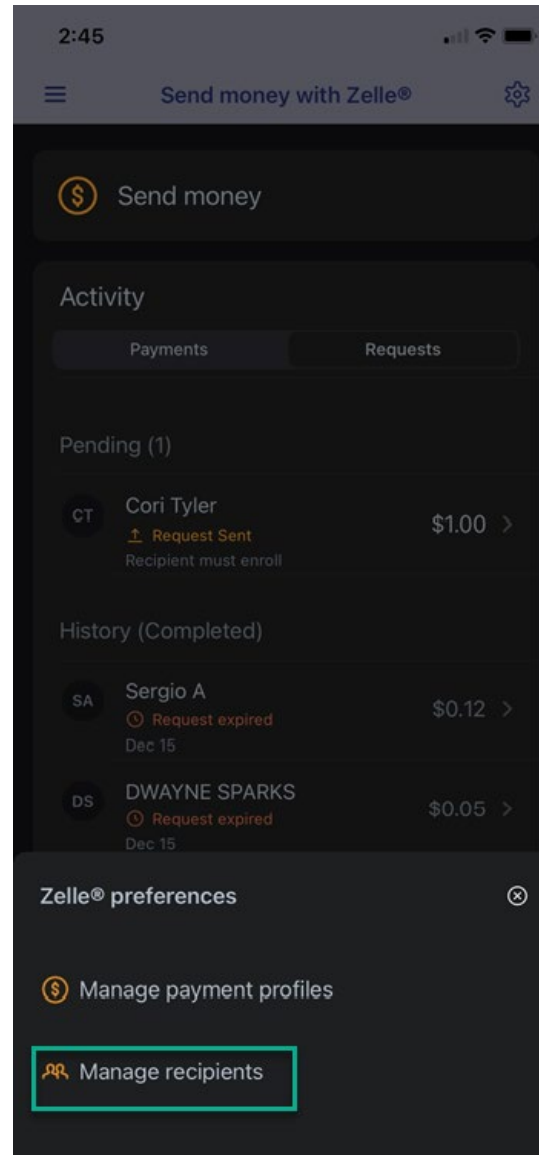 2:45
Send money with Zelle®
Send money
Activity
Payments Requests
Pending (1)
CT Cori Tyler $1.00
Request Sent
Recipient must enroll
History (Completed)
SA Sergio A $0.12
Request expired
Dec 15
DS DWAYNE SPARKS $0.05
Request expired
Dec 15
Zelle® preferences
Manage payment profiles
Manage recipients